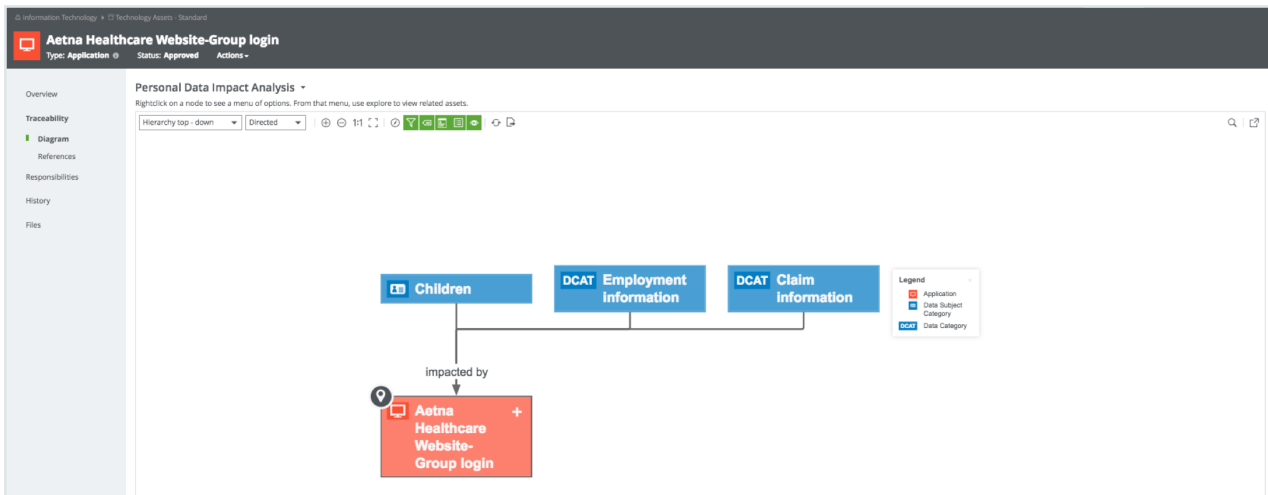 Information Technology Technology Assets - Standard
Aetna Healthcare Website-Group login
Type: Application Status: Approved Actions
Overview
Traceability
Diagram
References
Responsibilities
History
Files
Personal Data Impact Analysis
Rightclick on a node to see a menu of options. From that menu, use explore to view related assets.
Hierarchy top - down Directed 1:1
Children
DCAT Employment
information
DCAT Claim
information
Legend
Application
Data Subject
Category
DCAT Data Category
impacted by
Aetna
Healthcare
Website-
Group login